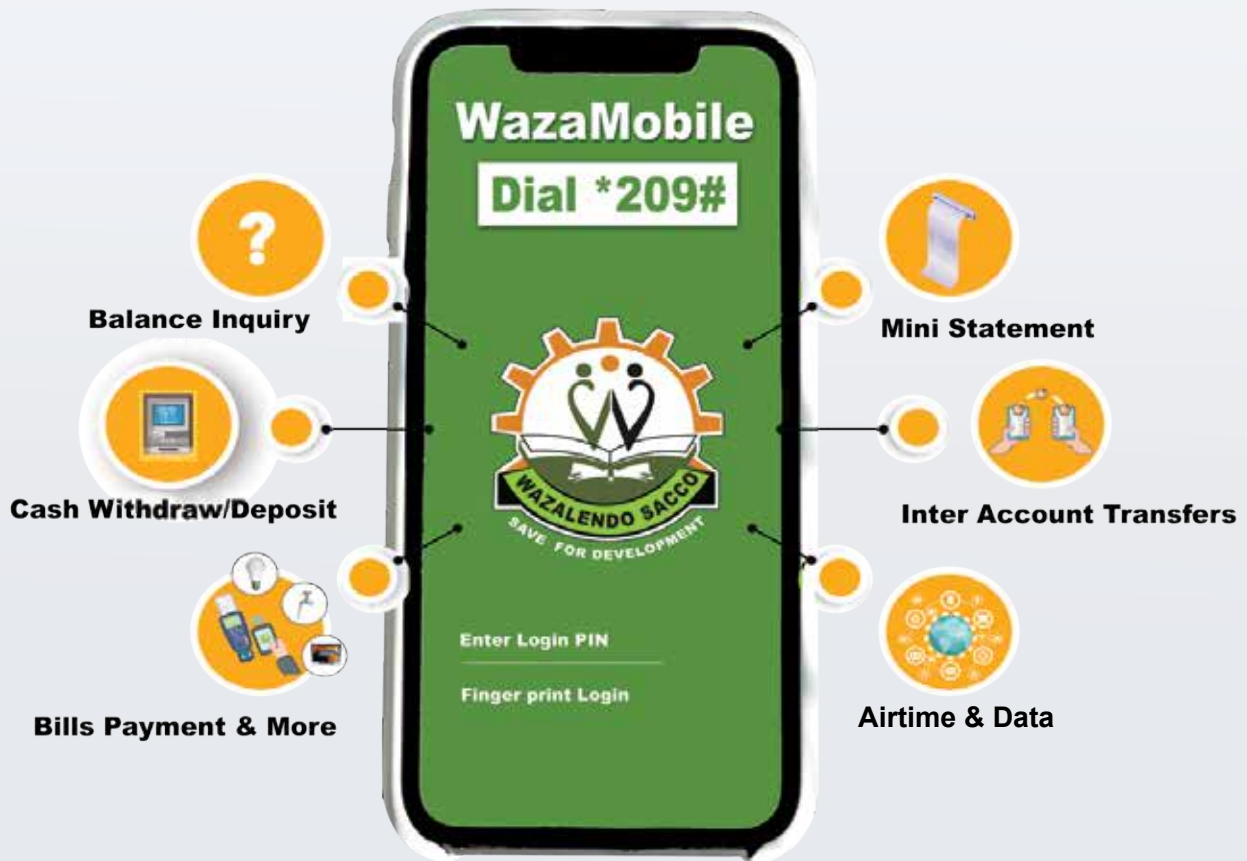 WazaMobile
Dial *209#
Balance Inquiry
Mini Statement
Cash Withdraw/Deposit
Inter Account Transfers
WAZALENDO SACCO
SAVE FOR DEVELOPMENT
Enter Login PIN
Finger print Login
Bills Payment & More
Airtime & Data